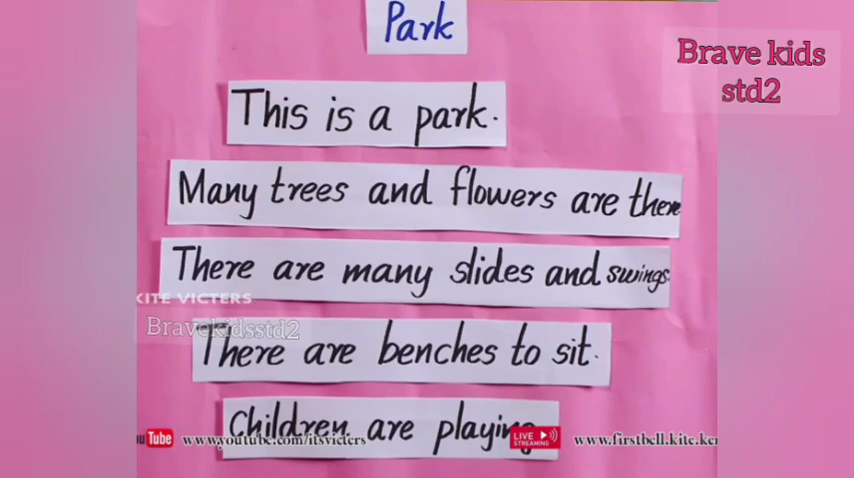 Park
Brave kids
std2
This is a park.
Many trees and flowers are there
There are many slides and swings.
KITE VICTERS
Bravekidsstd2
There are benches to sit.
Children are playing
Tube www.youtube.com/itsvicters
LIVE
STREAMING
www.firstbell.kite.ker